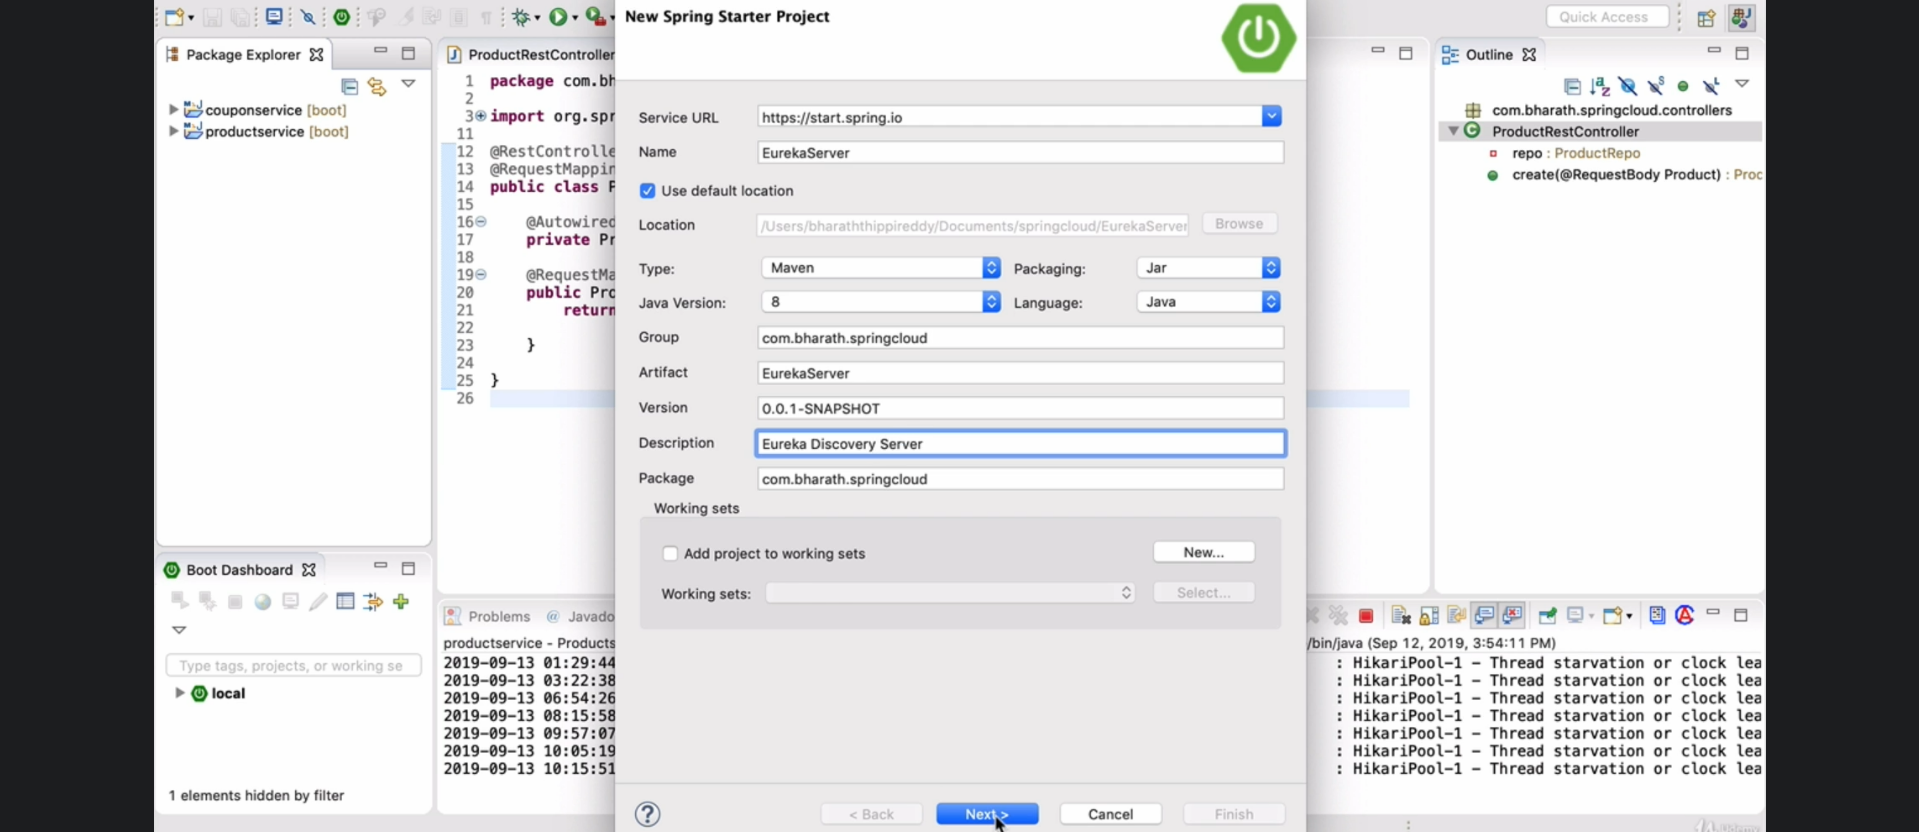 New Spring Starter Project
Quick Access
Package Explorer
couponservice [boot]
productservice [boot]
ProductRestController
1 package com.bh
2
3 import org.spr
11
12 @RestControlle
13 @RequestMappin
14 public class P
15
16 @Autowired
17 private Pr
18
19 @RequestMa
20 public Pro
21 return
22
23 }
24
25 }
26
Service URL https://start.spring.io
Name EurekaServer
Use default location
Location /Users/bharaththippireddy/Documents/springcloud/EurekaServer Browse
Type: Maven Packaging: Jar
Java Version: 8 Language: Java
Group com.bharath.springcloud
Artifact EurekaServer
Version 0.0.1-SNAPSHOT
Description Eureka Discovery Server
Package com.bharath.springcloud
Working sets
Add project to working sets New...
Working sets: Select...
< Back Next > Cancel Finish
Outline
com.bharath.springcloud.controllers
ProductRestController
repo : ProductRepo
create(@RequestBody Product) : Proc
Boot Dashboard
Type tags, projects, or working se
local
1 elements hidden by filter
Problems @ Javado
productservice - Products
/bin/java (Sep 12, 2019, 3:54:11 PM)
2019-09-13 01:29:44 : HikariPool-1 - Thread starvation or clock lea
2019-09-13 03:22:38 : HikariPool-1 - Thread starvation or clock lea
2019-09-13 06:54:26 : HikariPool-1 - Thread starvation or clock lea
2019-09-13 08:15:58 : HikariPool-1 - Thread starvation or clock lea
2019-09-13 09:57:07 : HikariPool-1 - Thread starvation or clock lea
2019-09-13 10:05:19 : HikariPool-1 - Thread starvation or clock lea
2019-09-13 10:15:51 : HikariPool-1 - Thread starvation or clock lea